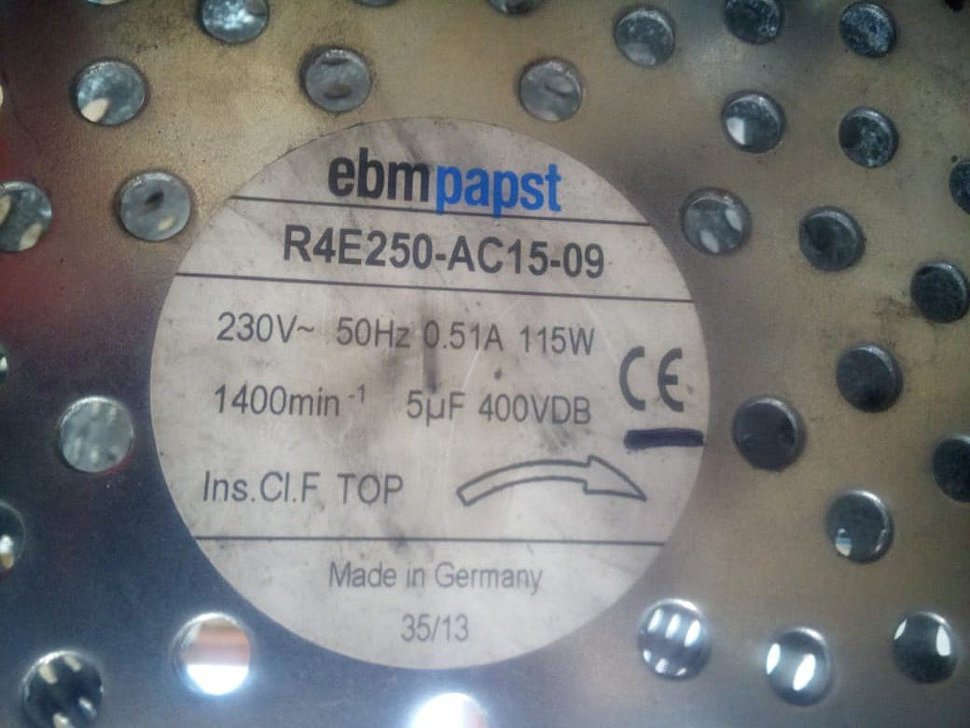 ebmpapst
R4E250-AC15-09
230V~ 50Hz 0.51A 115W
1400min⁻¹ 5µF 400VDB
CE
Ins.Cl.F TOP
Made in Germany
35/13